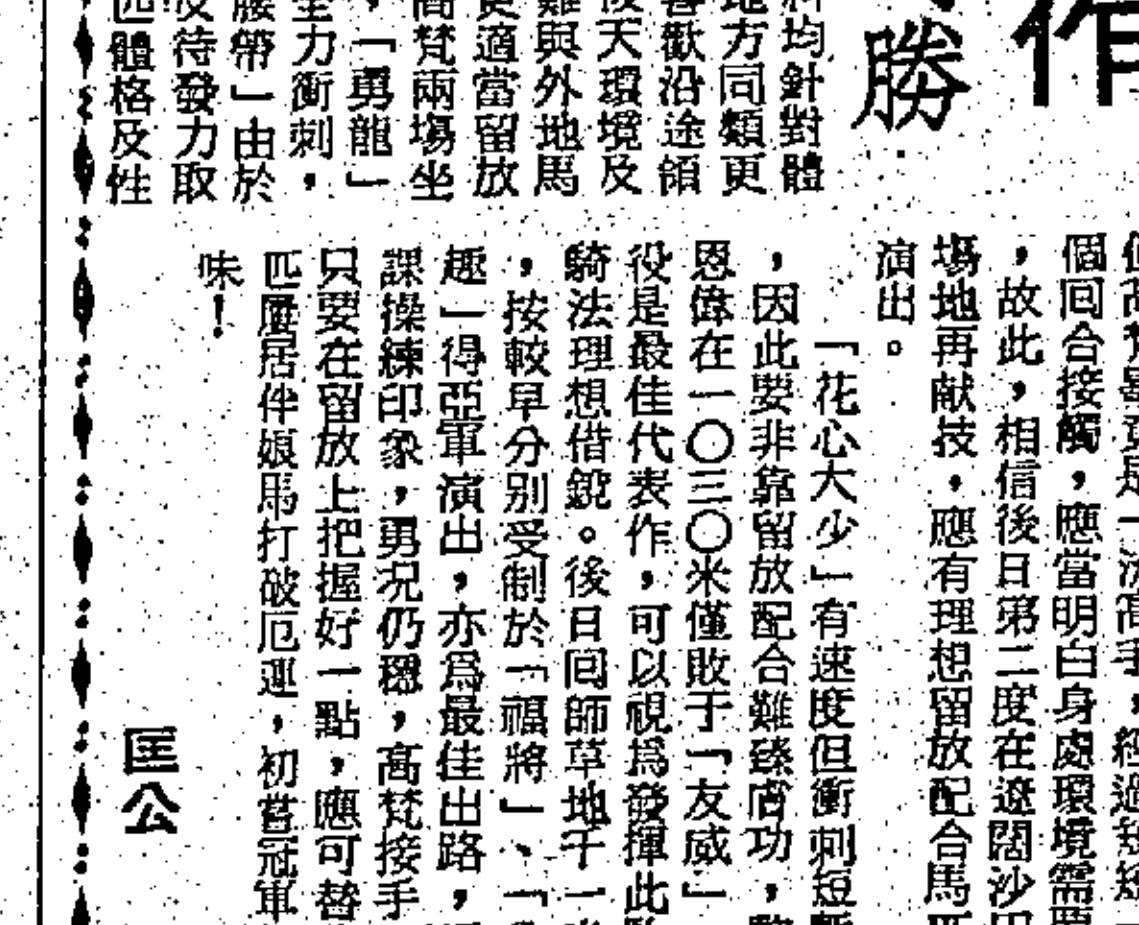 作
勝
料均針對體
地方同類更
喜歡沿途領
後天環境及
難與外地馬
更適當留放
高梵兩場坐
，「勇龍」
全力衝刺，
腰帶」由於
及待發力取
匹體格及性
個回合接觸，應當明白身處環境需要
，故此，相信後日第二度在遼闊沙田
場地再献技，應有理想留放配合馬匹
演出。
「花心大少」有速度但衝刺短暫
，因此要非靠留放配合難臻膚功，
恩偉在一〇三〇米僅敗于「友威」
役是最佳代表作，可以視爲發揮此
騎法理想借鏡。後日回師草地千一
，按較早分别受制於「福將」、「
趣」得亞軍演出，亦爲最佳出路，
課操練印象，勇况仍穩，高梵接手
只要在留放上把握好一點，應可替
匹屢居伴娘馬打破厄運，初嘗冠軍
味！
匡公